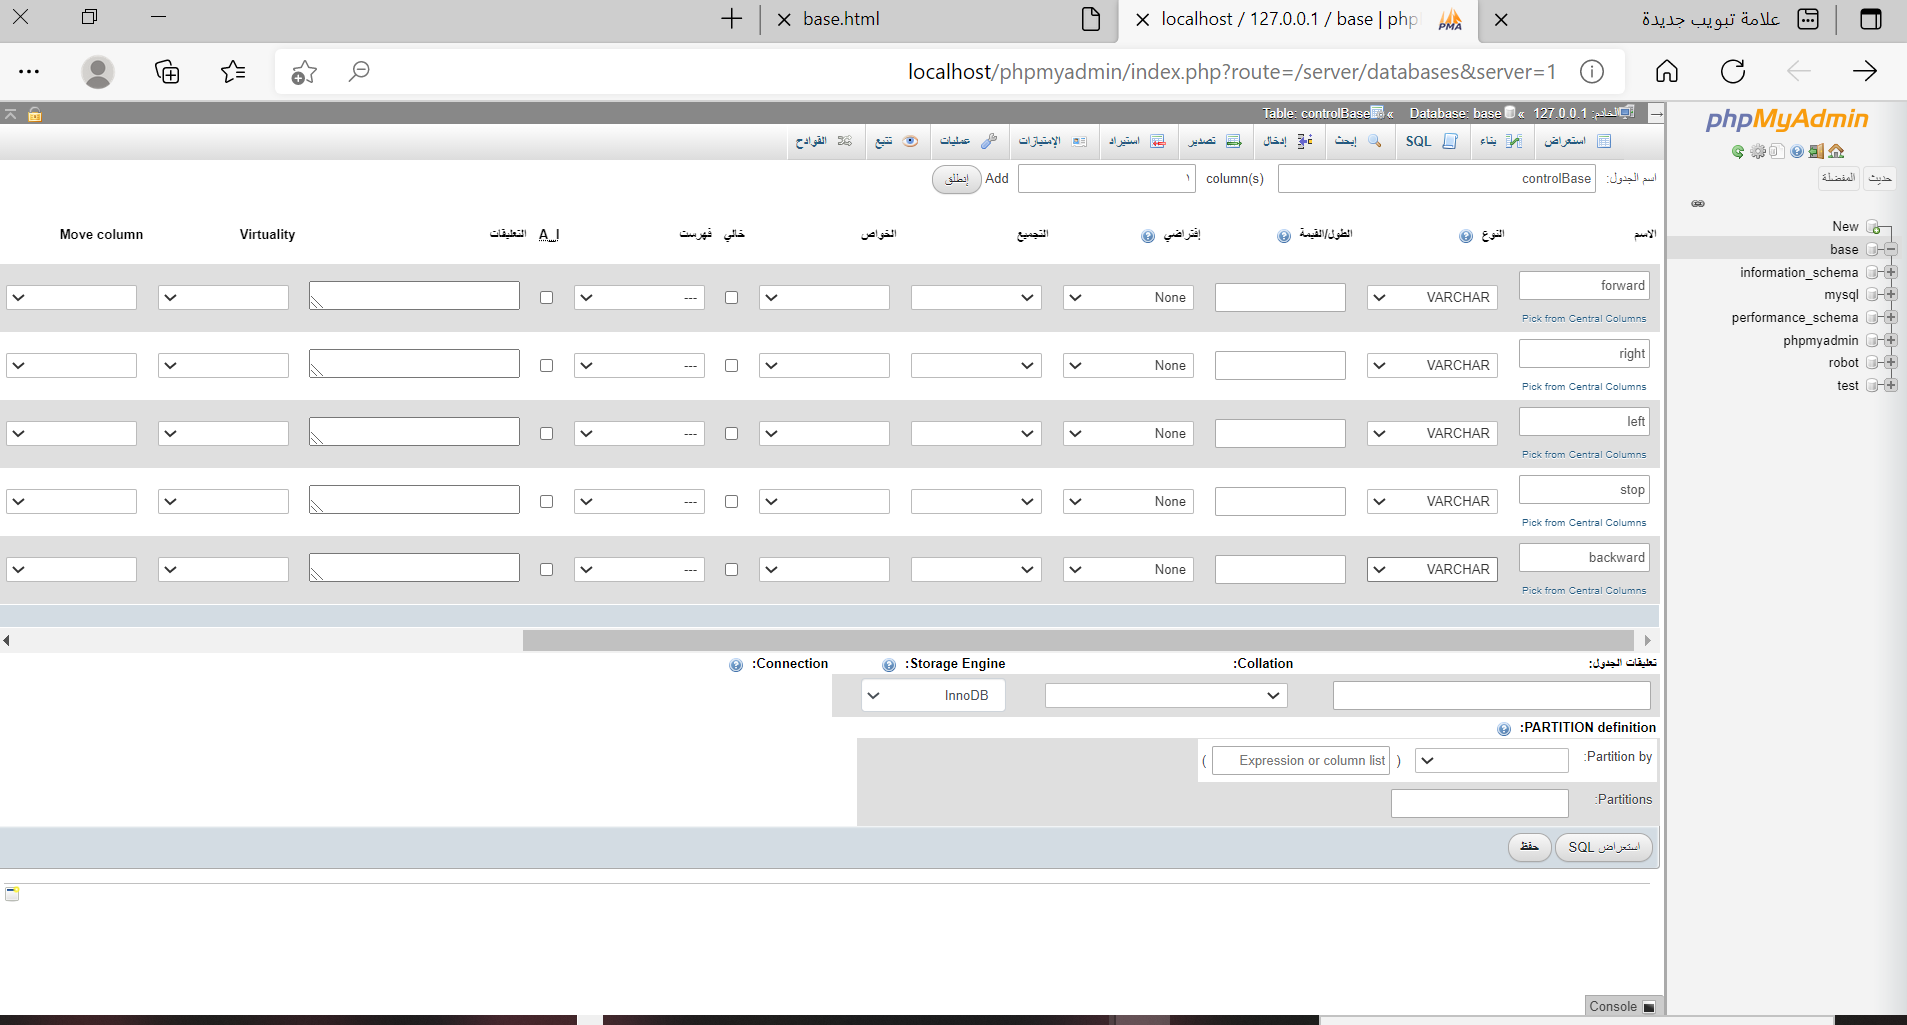 علامة تبويب جديدة
localhost / 127.0.0.1 / base | php
base.html
localhost/phpmyadmin/index.php?route=/server/databases&server=1
phpMyAdmin
حديث
المفضلة
New
base
information_schema
mysql
performance_schema
phpmyadmin
robot
test
الخادم: 127.0.0.1 » Database: base » Table: controlBase
استعراض
بناء
SQL
إبحث
إدخال
تصدير
استيراد
الإمتيازات
عمليات
تتبع
القوادح
اسم الجدول: controlBase
Add ١ column(s) إنطلق
الاسم
النوع
الطول/القيمة
إفتراضي
التجميع
الخواص
خالي
فهرست
A_I
التعليقات
Virtuality
Move column
forward VARCHAR None ---
Pick from Central Columns
right VARCHAR None ---
Pick from Central Columns
left VARCHAR None ---
Pick from Central Columns
stop VARCHAR None ---
Pick from Central Columns
backward VARCHAR None ---
Pick from Central Columns
تعليقات الجدول:
Collation:
Storage Engine:
Connection:
InnoDB
PARTITION definition:
Partition by:
( Expression or column list )
Partitions:
استعراض SQL
حفظ
Console